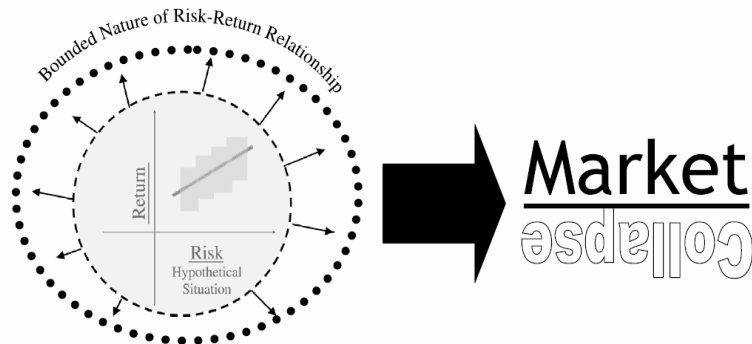 Bounded Nature of Risk-Return Relationship
Return
Risk
Hypothetical
Situation
Market
Collapse